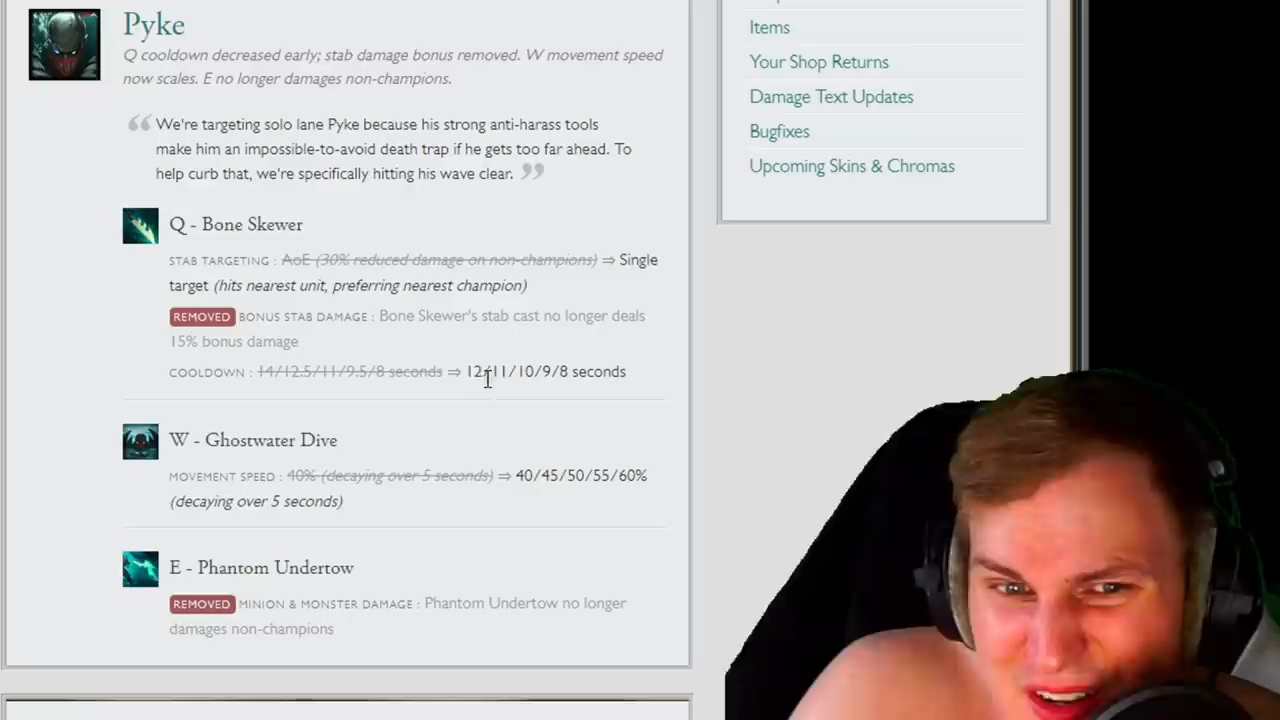 Pyke
Q cooldown decreased early; stab damage bonus removed. W movement speed
now scales. E no longer damages non-champions.
We're targeting solo lane Pyke because his strong anti-harass tools
make him an impossible-to-avoid death trap if he gets too far ahead. To
help curb that, we're specifically hitting his wave clear.
Q - Bone Skewer
STAB TARGETING : AoE (30% reduced damage on non-champions) ⇒ Single
target (hits nearest unit, preferring nearest champion)
REMOVED BONUS STAB DAMAGE : Bone Skewer's stab cast no longer deals
15% bonus damage
COOLDOWN : 14/12.5/11/9.5/8 seconds ⇒ 12/11/10/9/8 seconds
W - Ghostwater Dive
MOVEMENT SPEED : 40% (decaying over 5 seconds) ⇒ 40/45/50/55/60%
(decaying over 5 seconds)
E - Phantom Undertow
REMOVED MINION & MONSTER DAMAGE : Phantom Undertow no longer
damages non-champions
Items
Your Shop Returns
Damage Text Updates
Bugfixes
Upcoming Skins & Chromas